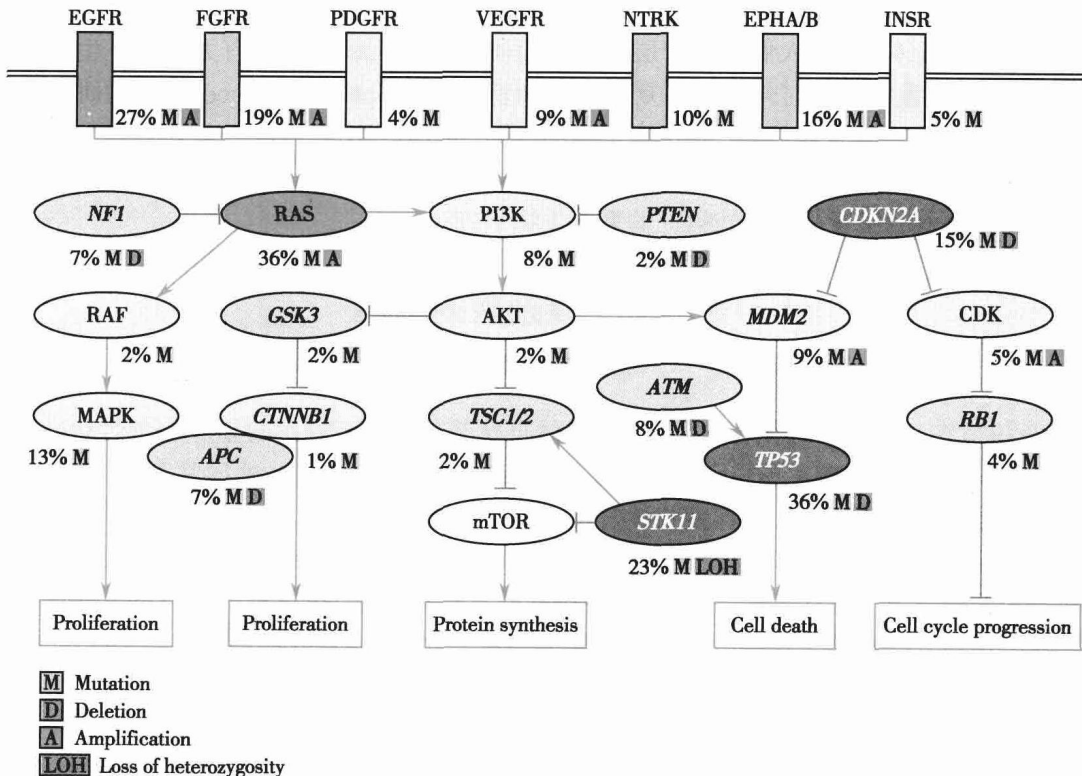 EGFR FGFR PDGFR VEGFR NTRK EPHA/B INSR
27% M A 19% M A 4% M 9% M A 10% M 16% M A 5% M
NF1 RAS PI3K PTEN CDKN2A
7% M D 36% M A 8% M 2% M D 15% M D
RAF GSK3 AKT MDM2 CDK
2% M 2% M 2% M 9% M A 5% M A
ATM
MAPK CTNNB1 TSC1/2 8% M D RB1
13% M APC 1% M 2% M TP53 4% M
7% M D 36% M D
mTOR STK11
23% M LOH
Proliferation Proliferation Protein synthesis Cell death Cell cycle progression
M Mutation
D Deletion
A Amplification
LOH Loss of heterozygosity